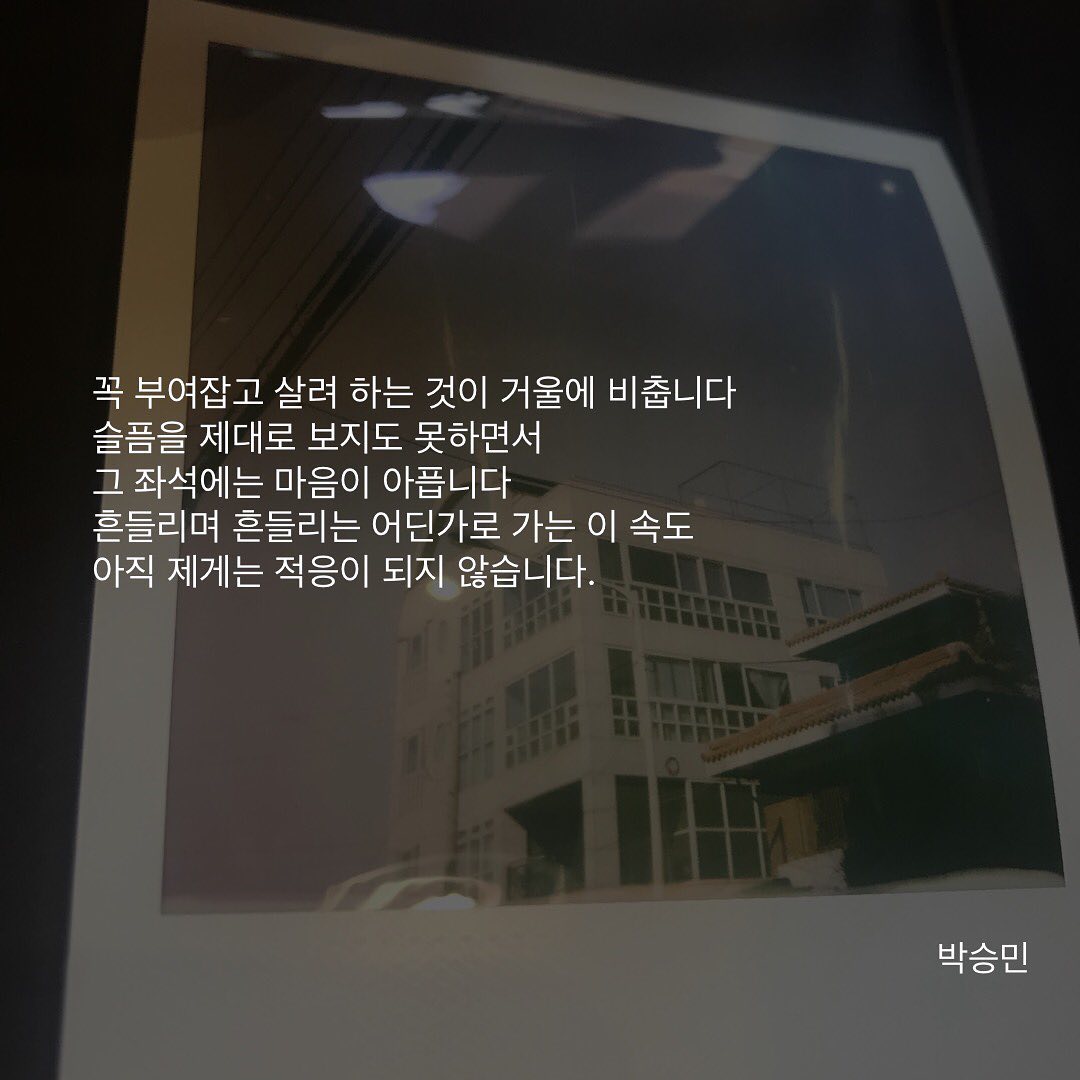 꼭 부여잡고 살려 하는 것이 거울에 비춥니다
슬픔을 제대로 보지도 못하면서
그 좌석에는 마음이 아픕니다
흔들리며 흔들리는 어딘가로 가는 이 속도
아직 제게는 적응이 되지 않습니다.
박승민